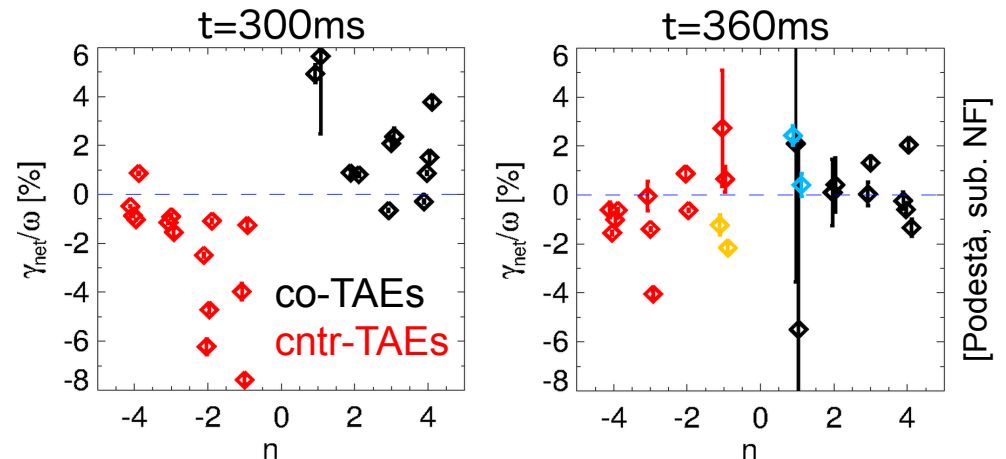 t=300ms
t=360ms
γnet/ω [%]
6
4
2
0
-2
-4
-6
-8
co-TAEs
cntr-TAEs
-4 -2 0 2 4
n
γnet/ω [%]
6
4
2
0
-2
-4
-6
-8
-4 -2 0 2 4
n
[Podestà, sub. NF]